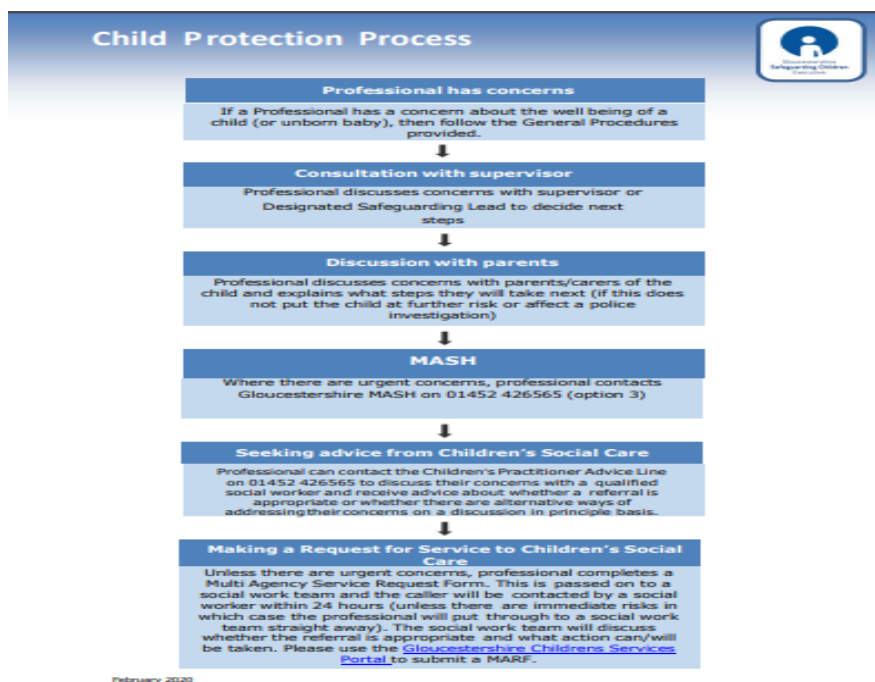 Child Protection Process
Gloucestershire
Safeguarding Children
Executive
Professional has concerns
If a Professional has a concern about the well being of a
child (or unborn baby), then follow the General Procedures
provided.
Consultation with supervisor
Professional discusses concerns with supervisor or
Designated Safeguarding Lead to decide next
steps
Discussion with parents
Professional discusses concerns with parents/carers of the
child and explains what steps they will take next (if this does
not put the child at further risk or affect a police
investigation)
MASH
Where there are urgent concerns, professional contacts
Gloucestershire MASH on 01452 426565 (option 3)
Seeking advice from Children's Social Care
Professional can contact the Children's Practitioner Advice Line
on 01452 426565 to discuss their concerns with a qualified
social worker and receive advice about whether a referral is
appropriate or whether there are alternative ways of
addressing their concerns on a discussion in principle basis.
Making a Request for Service to Children's Social
Care
Unless there are urgent concerns, professional completes a
Multi Agency Service Request Form. This is passed on to a
social work team and the caller will be contacted by a social
worker within 24 hours (unless there are immediate risks in
which case the professional will put through to a social work
team straight away). The social work team will discuss
whether the referral is appropriate and what action can/will
be taken. Please use the Gloucestershire Childrens Services
Portal to submit a MARF.
February 2020